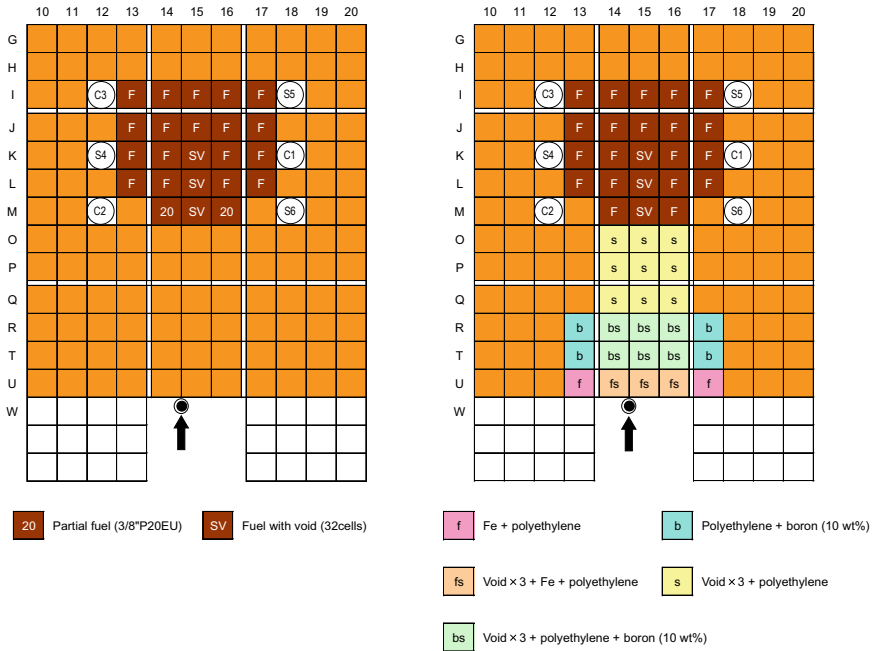 10 11 12 13 14 15 16 17 18 19 20 10 11 12 13 14 15 16 17 18 19 20
G G
H H
I C3 F F F F F S5 I C3 F F F F F S5
J F F F F F J F F F F F
K S4 F F SV F F C1 K S4 F F SV F F C1
L F F SV F F L F F SV F F
M C2 20 SV 20 S6 M C2 F SV F S6
O O s s s
P P s s s
Q Q s s s
R R b bs bs bs b
T T b bs bs bs b
U U f fs fs fs f
W W
20 Partial fuel (3/8"P20EU) SV Fuel with void (32cells) f Fe + polyethylene b Polyethylene + boron (10 wt%)
fs Void×3 + Fe + polyethylene s Void×3 + polyethylene
bs Void×3 + polyethylene + boron (10 wt%)